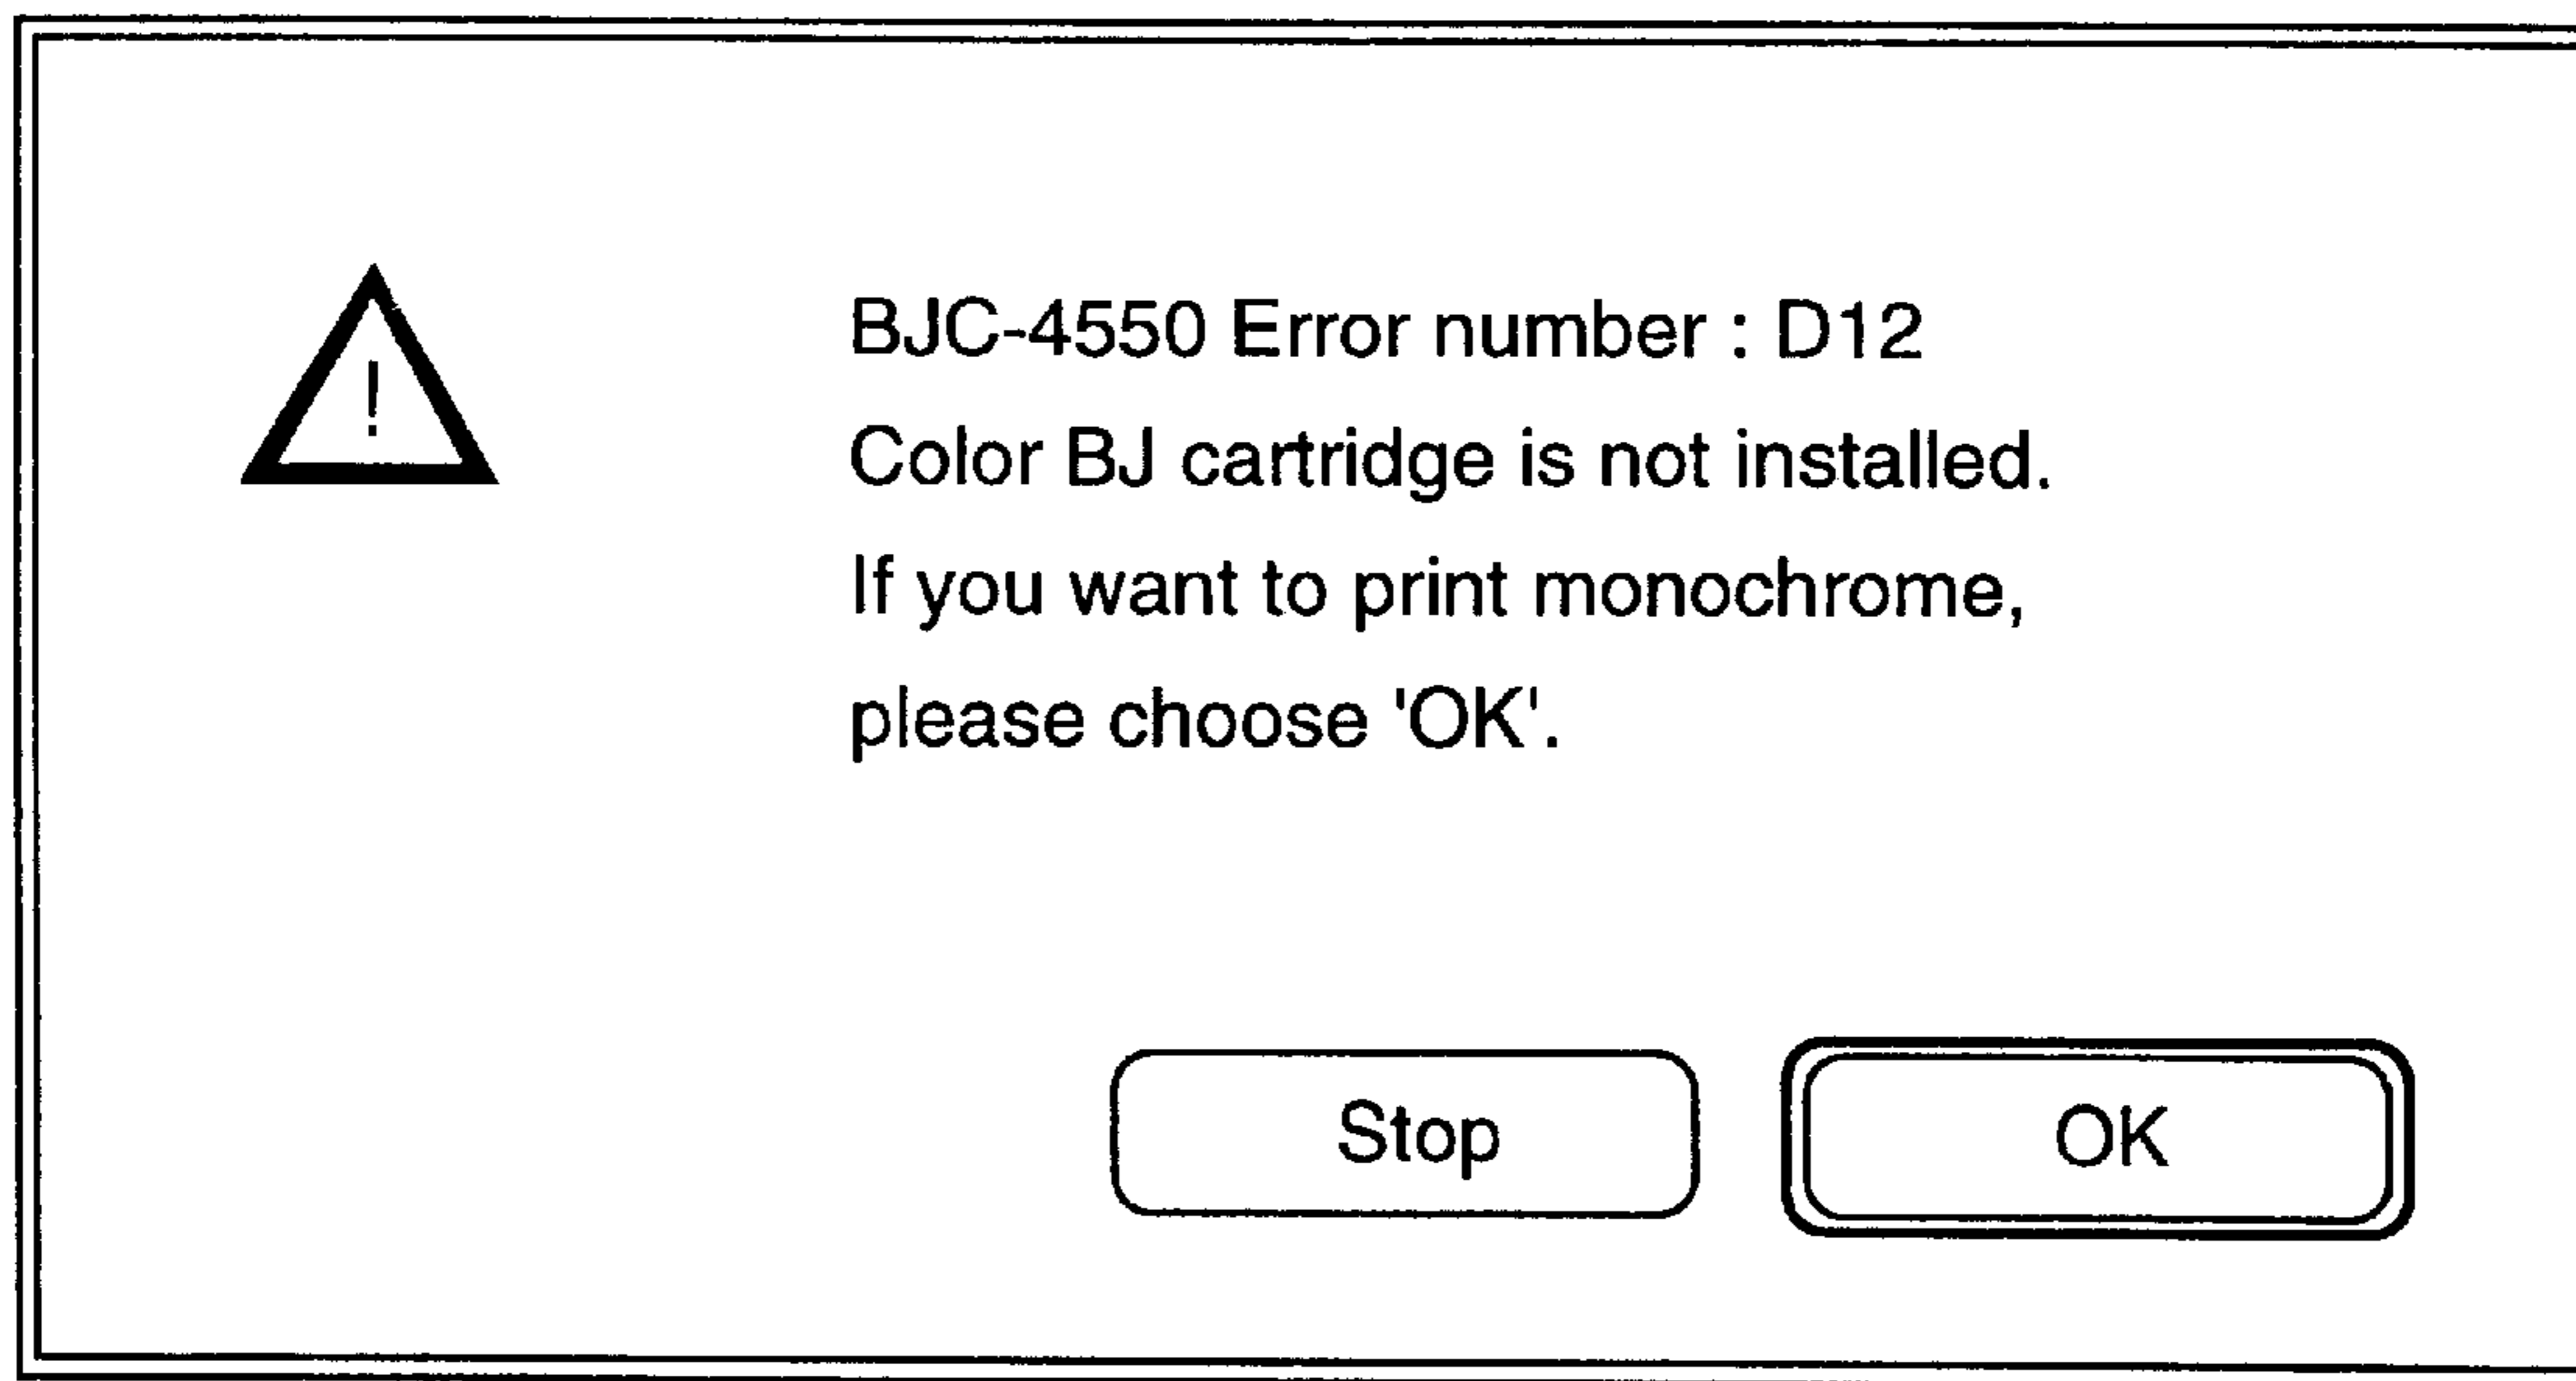 !
BJC-4550 Error number : D12
Color BJ cartridge is not installed.
If you want to print monochrome,
please choose 'OK'.
Stop
OK